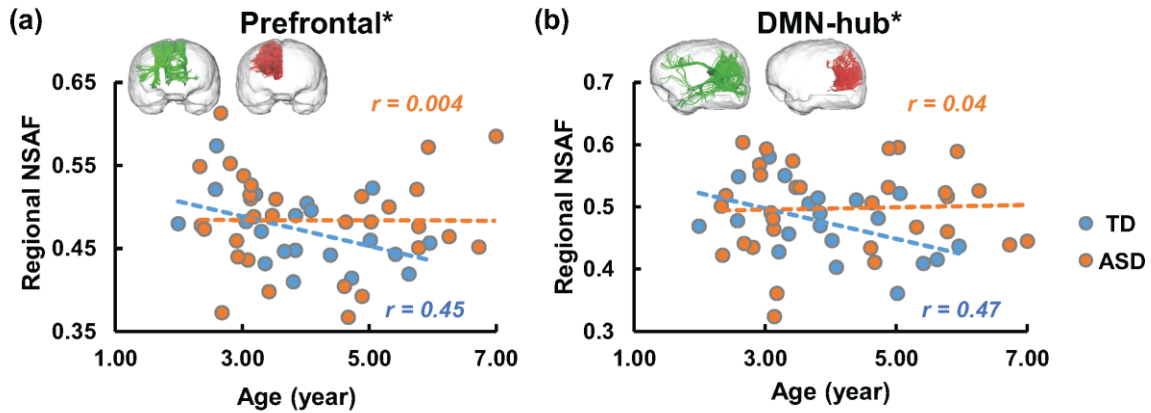 (a)
Prefrontal*
Regional NSAF
0.65
0.55
0.45
0.35
r = 0.004
r = 0.45
1.00
3.00
5.00
7.00
Age (year)
(b)
DMN-hub*
Regional NSAF
0.7
0.6
0.5
0.4
0.3
r = 0.04
r = 0.47
1.00
3.00
5.00
7.00
Age (year)
TD
ASD